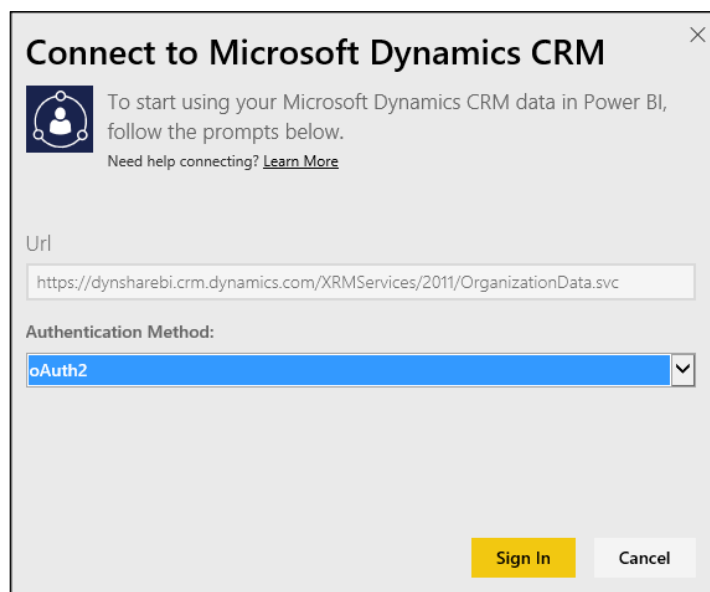 Connect to Microsoft Dynamics CRM
To start using your Microsoft Dynamics CRM data in Power BI,
follow the prompts below.
Need help connecting? Learn More
Url
https://dynsharebi.crm.dynamics.com/XRMServices/2011/OrganizationData.svc
Authentication Method:
oAuth2
Sign In Cancel